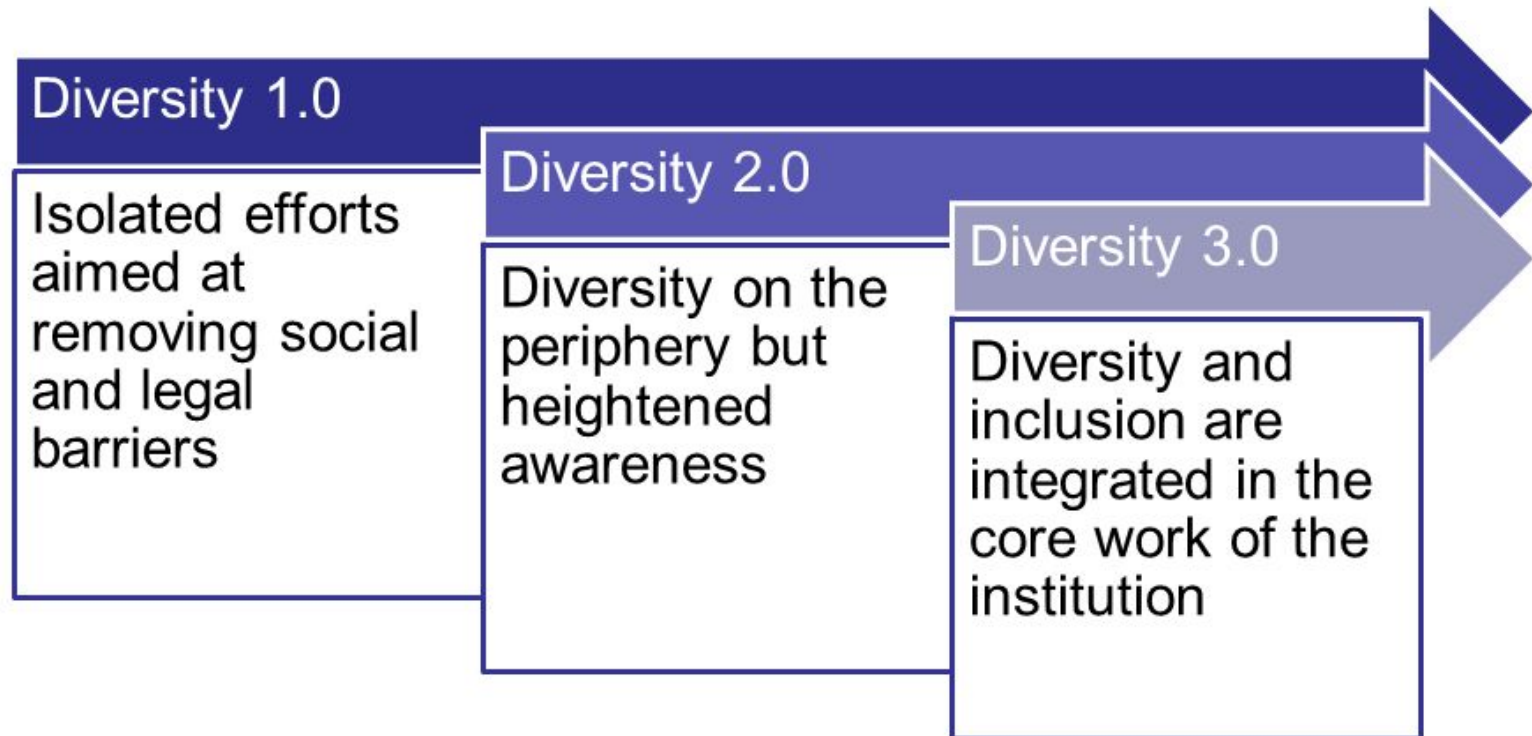 Diversity 1.0
Isolated efforts
aimed at
removing social
and legal
barriers
Diversity 2.0
Diversity on the
periphery but
heightened
awareness
Diversity 3.0
Diversity and
inclusion are
integrated in the
core work of the
institution